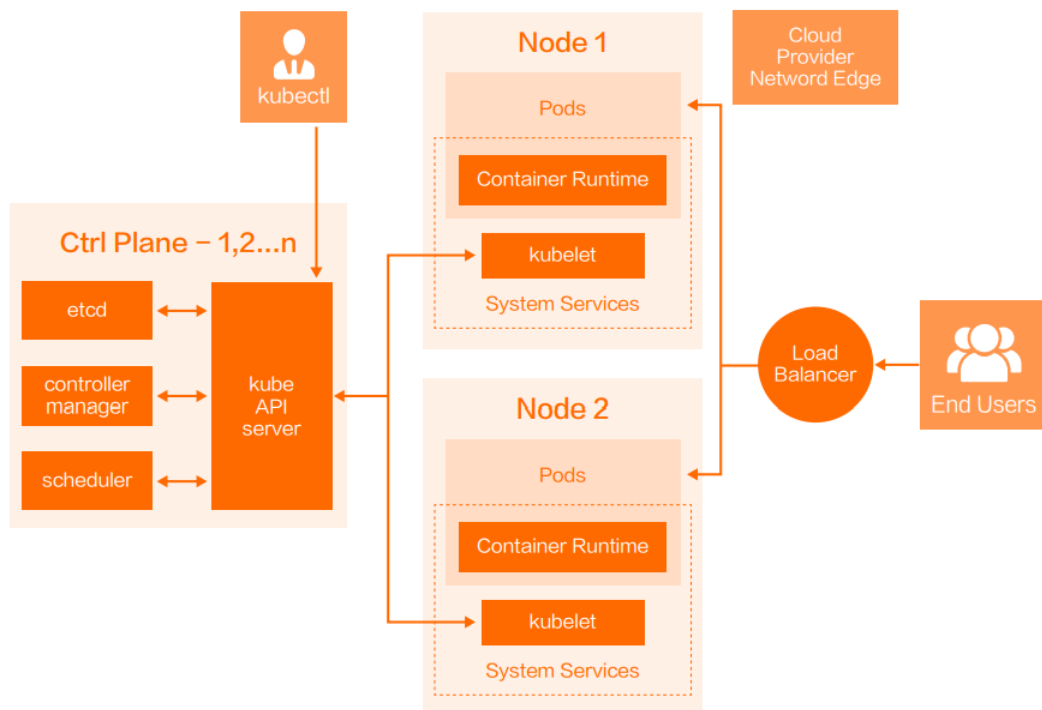 kubectl
Ctrl Plane – 1,2...n
etcd
controller
manager
scheduler
kube
API
server
Node 1
Pods
Container Runtime
kubelet
System Services
Node 2
Pods
Container Runtime
kubelet
System Services
Cloud
Provider
Netword Edge
Load
Balancer
End Users